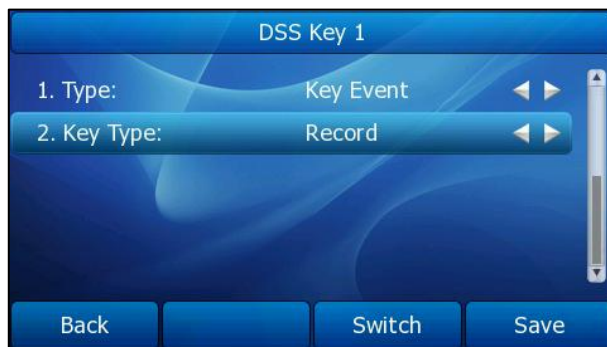 DSS Key 1
1. Type: Key Event
2. Key Type: Record
Back Switch Save